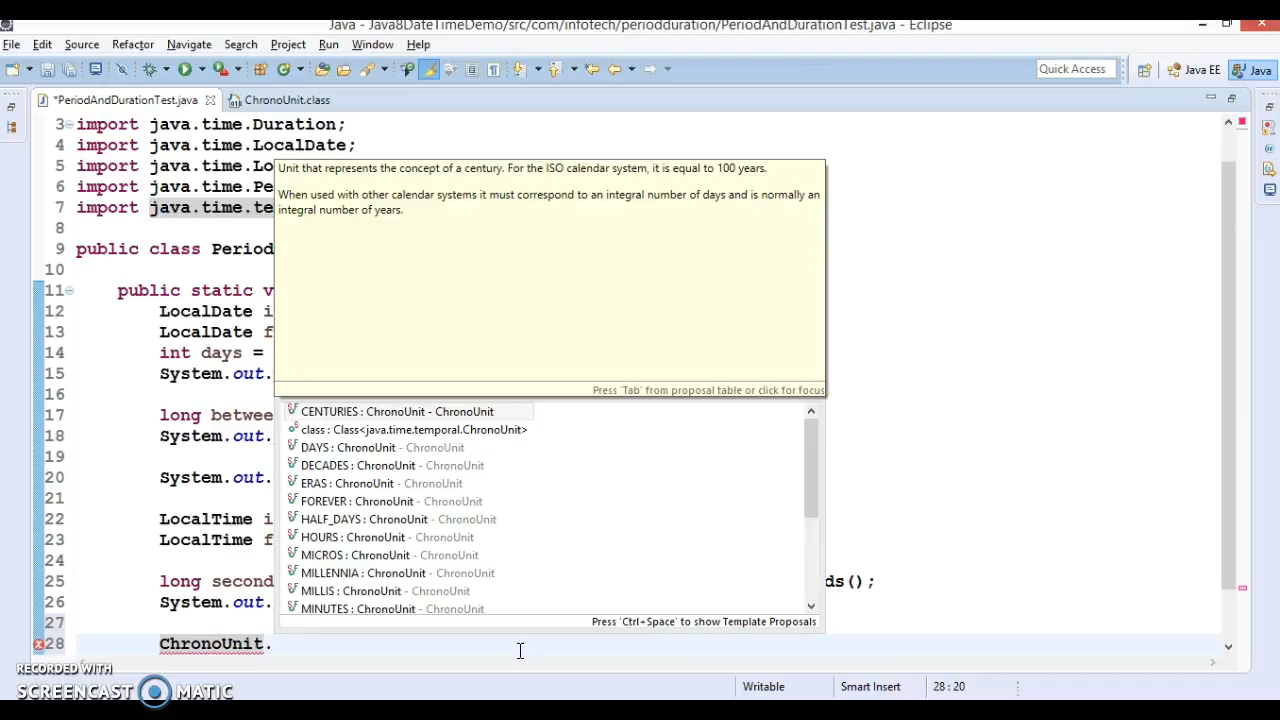 Java - Java8DateTimeDemo/src/com/infotech/periodduration/PeriodAndDurationTest.java - Eclipse
File Edit Source Refactor Navigate Search Project Run Window Help
Quick Access Java EE Java
*PeriodAndDurationTest.java ChronoUnit.class
3 import java.time.Duration;
4 import java.time.LocalDate;
5 import java.time.Lo
6 import java.time.Pe
7 import java.time.te
8
9 public class Period
10
11 public static v
12 LocalDate i
13 LocalDate f
14 int days =
15 System.out.
16
17 long betwee
18 System.out.
19
20 System.out.
21
22 LocalTime i
23 LocalTime f
24
25 long second ds();
26 System.out.
27
28 ChronoUnit.
Unit that represents the concept of a century. For the ISO calendar system, it is equal to 100 years.
When used with other calendar systems it must correspond to an integral number of days and is normally an
integral number of years.
Press 'Tab' from proposal table or click for focus
CENTURIES : ChronoUnit - ChronoUnit
class : Class<java.time.temporal.ChronoUnit>
DAYS : ChronoUnit - ChronoUnit
DECADES : ChronoUnit - ChronoUnit
ERAS : ChronoUnit - ChronoUnit
FOREVER : ChronoUnit - ChronoUnit
HALF_DAYS : ChronoUnit - ChronoUnit
HOURS : ChronoUnit - ChronoUnit
MICROS : ChronoUnit - ChronoUnit
MILLENNIA : ChronoUnit - ChronoUnit
MILLIS : ChronoUnit - ChronoUnit
MINUTES : ChronoUnit - ChronoUnit
Press 'Ctrl+Space' to show Template Proposals
RECORDED WITH
SCREENCAST MATIC
Writable Smart Insert 28 : 20